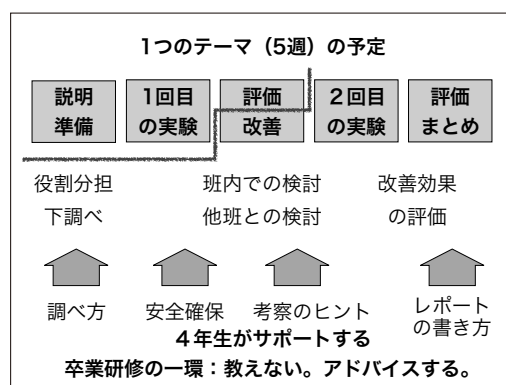 1つのテーマ（5週）の予定
説明 1回目 評価 2回目 評価
準備 の実験 改善 の実験 まとめ
役割分担 班内での検討 改善効果
下調べ 他班との検討 の評価
調べ方 安全確保 考察のヒント レポート
の書き方
４年生がサポートする
卒業研修の一環：教えない。アドバイスする。